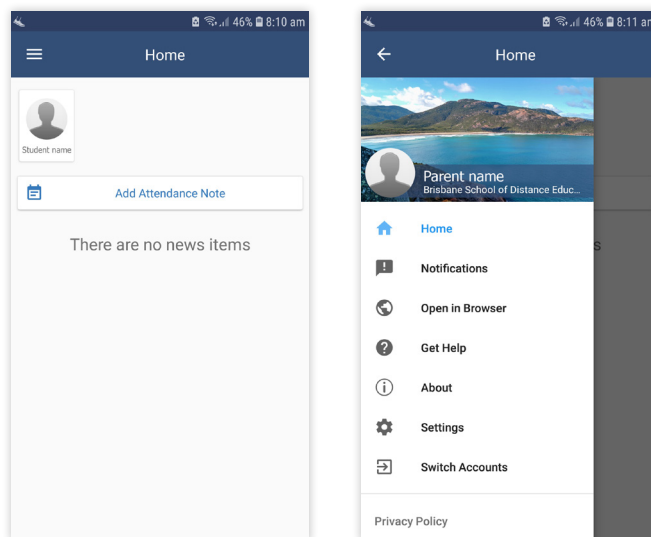 46% 8:10 am
Home
Student name
Add Attendance Note
There are no news items
46% 8:11 am
Home
Parent name
Brisbane School of Distance Educ...
Home
s
Notifications
Open in Browser
Get Help
About
Settings
Switch Accounts
Privacy Policy